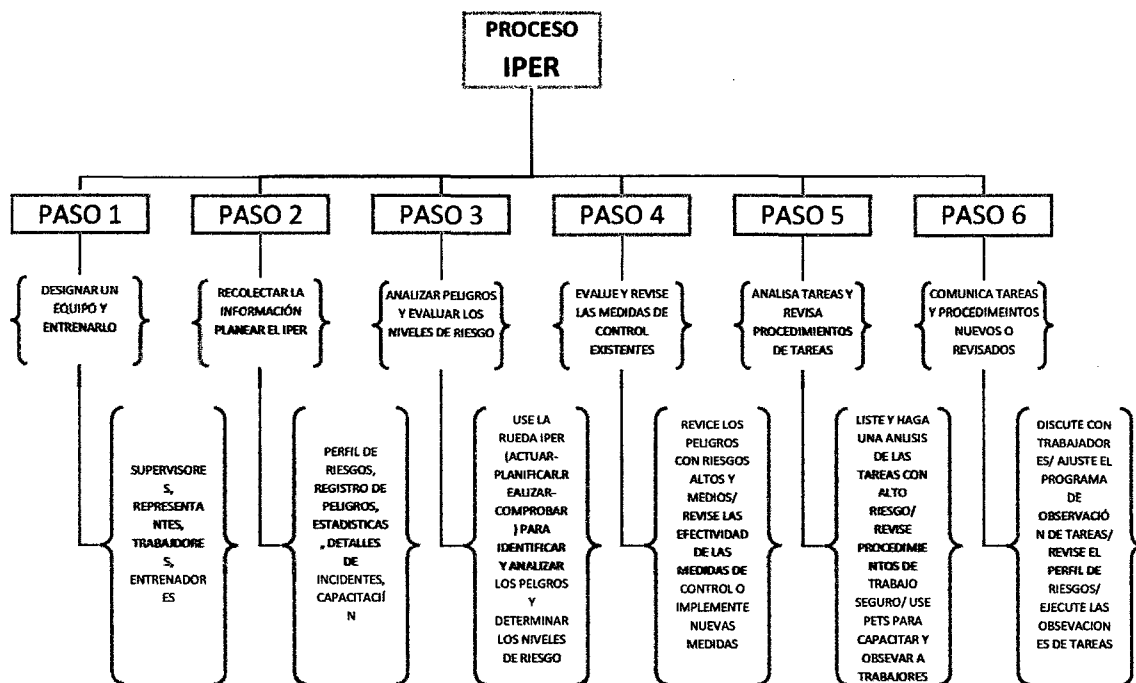 PROCESO
IPER
PASO 1
DESIGNAR UN
EQUIPO Y
ENTRENARLO
SUPERVISORE
S,
REPRESENTA
NTES,
TRABAJDORE
S,
ENTRENADOR
ES
PASO 2
RECOLECTAR LA
INFORMACIÓN
PLANEAR EL IPER
PERFIL DE
RIESGOS,
REGISTRO DE
PELIGROS,
ESTADISTICAS
, DETALLES
DE
INCIDENTES,
CAPACITACÍ
N
PASO 3
ANALIZAR PELIGROS
Y EVALUAR LOS
NIVELES DE RIESGO
USE LA
RUEDA IPER
(ACTUAR-
PLANIFICAR.R
EALIZAR-
COMPROBAR
) PARA
IDENTIFICAR
Y ANALIZAR
LOS PELGROS
Y
DETERMINAR
LOS NIVELES
DE RIESGO
PASO 4
EVALUE Y REVISE
LAS MEDIDAS DE
CONTROL
EXISTENTES
REVICE LOS
PELIGROS
CON RIESGOS
ALTOS Y
MEDIOS/
REVISE LAS
EFECTIVIDAD
DE LAS
MEDIDAS DE
CONTROL O
IMPLEMENTE
NUEVAS
MEDIDAS
PASO 5
ANALISA TAREAS Y
REVISA
PROCEDIMIENTOS
DE TAREAS
LISTE Y HAGA
UNA ANLISIS
DE LAS
TAREAS CON
ALTO
RIESGO/
REVISE
PROCEDIMIE
NTOS DE
TRABAJO
SEGURO/ USE
PETS PARA
CAPACITAR Y
OBSEVAR A
TRABAJORES
PASO 6
COMUNICA TAREAS
Y PROCEDIMEINTOS
NUEVOS O
REVISADOS
DISCUTE CON
TRABAJADOR
ES/ AJUSTE EL
PROGRAMA
DE
OBSERVACIÓ
N DE TAREAS/
REVISE EL
PERFIL DE
RIESGOS/
EJECUTE LAS
OBSEVACION
ES DE TAREAS